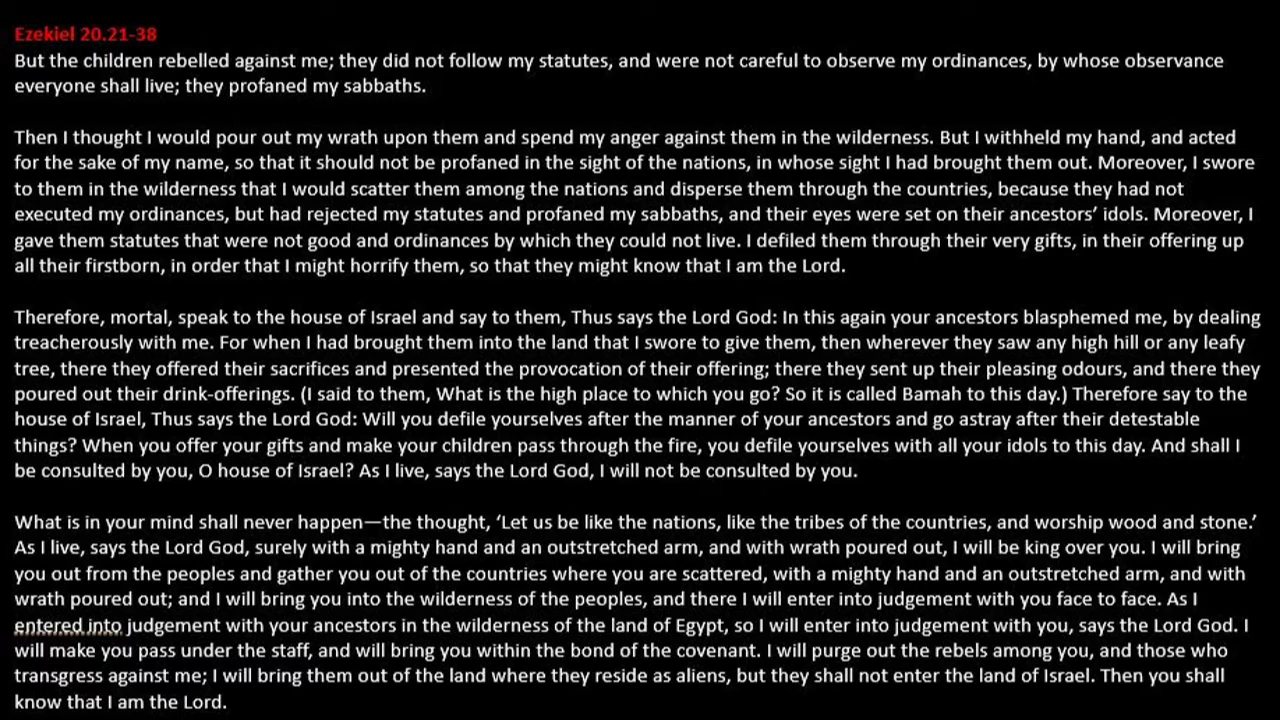 Ezekiel 20.21-38
But the children rebelled against me; they did not follow my statutes, and were not careful to observe my ordinances, by whose observance
everyone shall live; they profaned my sabbaths.
Then I thought I would pour out my wrath upon them and spend my anger against them in the wilderness. But I withheld my hand, and acted
for the sake of my name, so that it should not be profaned in the sight of the nations, in whose sight I had brought them out. Moreover, I swore
to them in the wilderness that I would scatter them among the nations and disperse them through the countries, because they had not
executed my ordinances, but had rejected my statutes and profaned my sabbaths, and their eyes were set on their ancestors’ idols. Moreover, I
gave them statutes that were not good and ordinances by which they could not live. I defiled them through their very gifts, in their offering up
all their firstborn, in order that I might horrify them, so that they might know that I am the Lord.
Therefore, mortal, speak to the house of Israel and say to them, Thus says the Lord God: In this again your ancestors blasphemed me, by dealing
treacherously with me. For when I had brought them into the land that I swore to give them, then wherever they saw any high hill or any leafy
tree, there they offered their sacrifices and presented the provocation of their offering; there they sent up their pleasing odours, and there they
poured out their drink-offerings. (I said to them, What is the high place to which you go? So it is called Bamah to this day.) Therefore say to the
house of Israel, Thus says the Lord God: Will you defile yourselves after the manner of your ancestors and go astray after their detestable
things? When you offer your gifts and make your children pass through the fire, you defile yourselves with all your idols to this day. And shall I
be consulted by you, O house of Israel? As I live, says the Lord God, I will not be consulted by you.
What is in your mind shall never happen—the thought, ‘Let us be like the nations, like the tribes of the countries, and worship wood and stone.’
As I live, says the Lord God, surely with a mighty hand and an outstretched arm, and with wrath poured out, I will be king over you. I will bring
you out from the peoples and gather you out of the countries where you are scattered, with a mighty hand and an outstretched arm, and with
wrath poured out; and I will bring you into the wilderness of the peoples, and there I will enter into judgement with you face to face. As I
entered into judgement with your ancestors in the wilderness of the land of Egypt, so I will enter into judgement with you, says the Lord God. I
will make you pass under the staff, and will bring you within the bond of the covenant. I will purge out the rebels among you, and those who
transgress against me; I will bring them out of the land where they reside as aliens, but they shall not enter the land of Israel. Then you shall
know that I am the Lord.